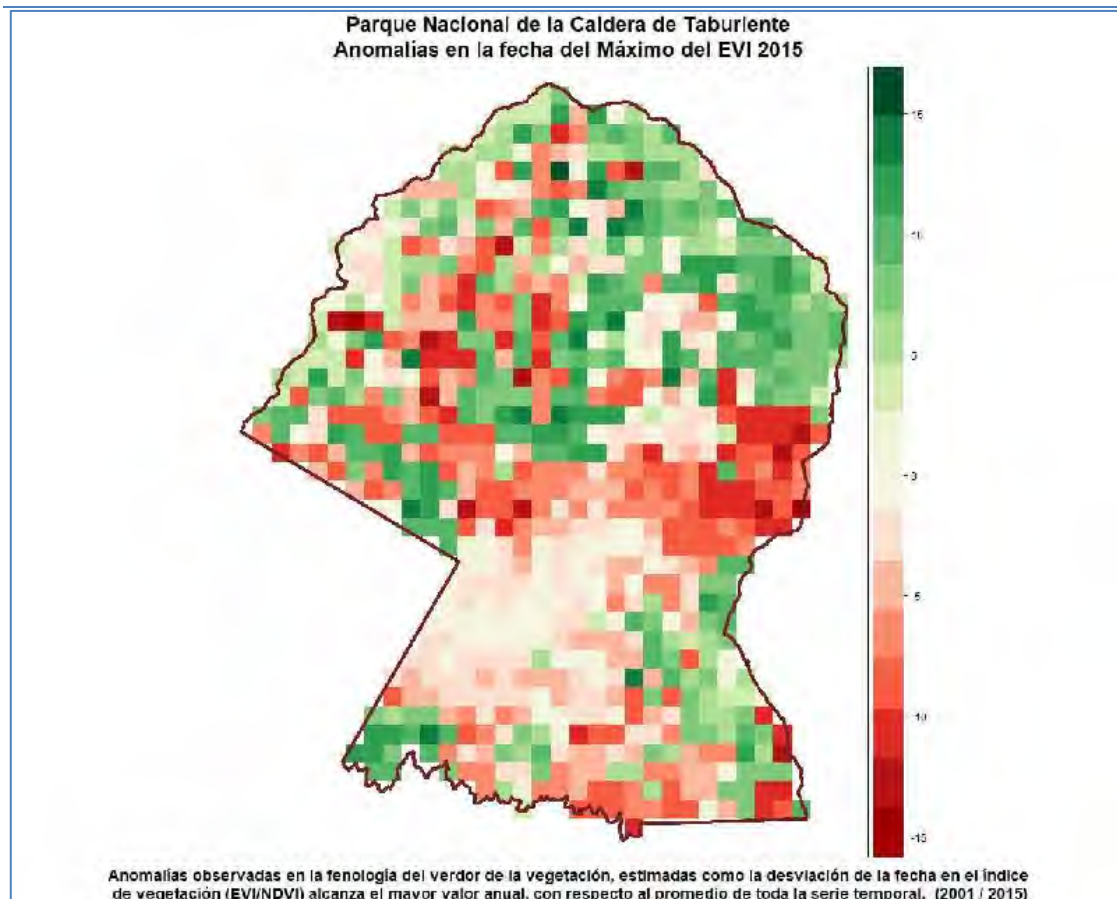 Parque Nacional de la Caldera de Taburiente
Anomalias en la fecha del Máximo del EVI 2015
15
10
5
0
-5
-10
-15
Anomalías observadas en la fenología del verdor de la vegetación, estimadas como la desviación de la fecha en el índice
de vegetación (EVI/NDVI) alcanza el mayor valor anual, con respecto al promedio de toda la serie temporal. (2001 / 2015)